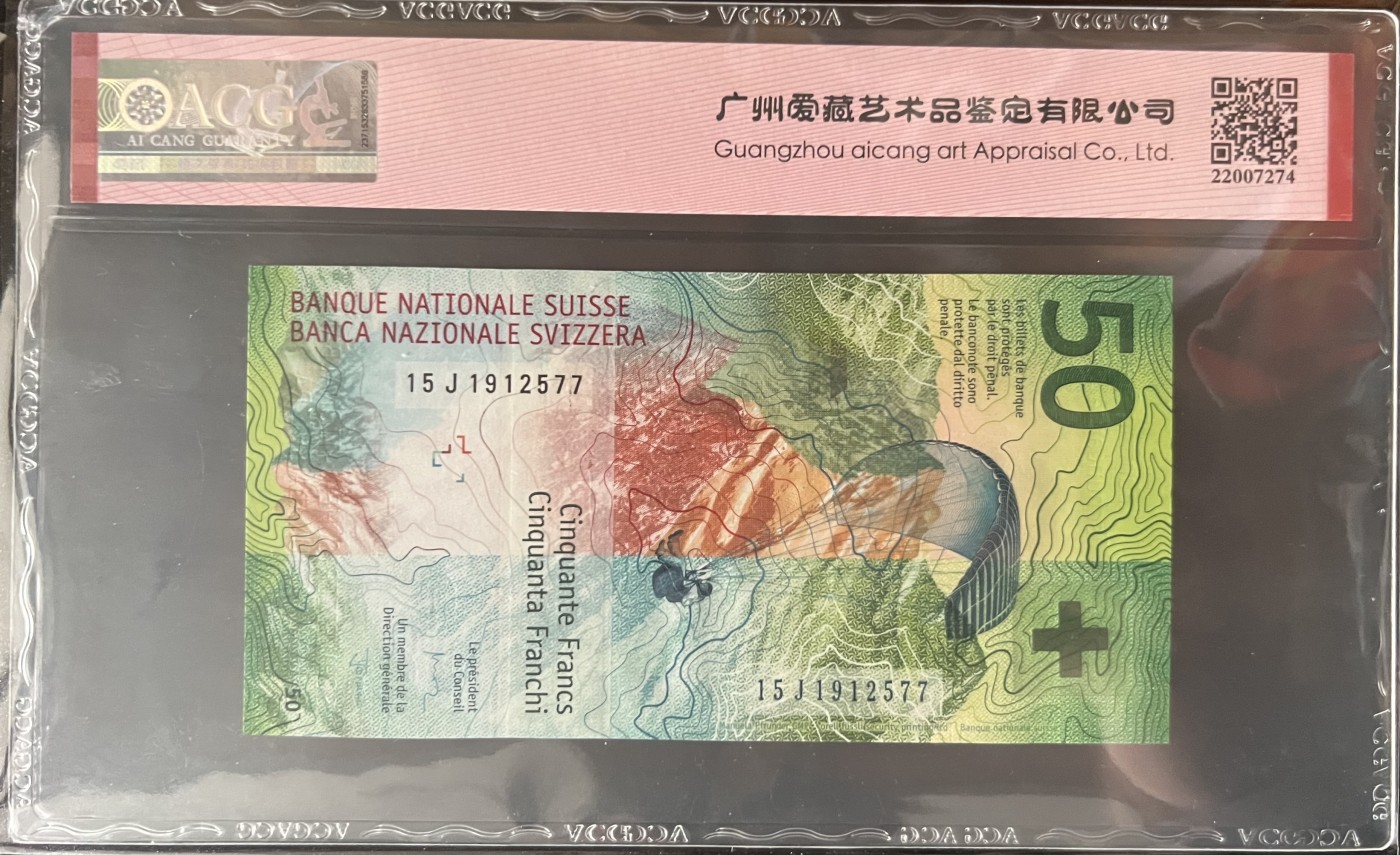 ACG
AI CANG GUARANTY
2371532600751588
广州爱藏艺术品鉴定有限公司
Guangzhou aicang art Appraisal Co., Ltd.
22007274
BANQUE NATIONALE SUISSE
BANCA NAZIONALE SVIZZERA
15 J 1912577
50
Les billets de banque
sont protégés
par le droit pénal.
Le banconote sono
protette dal diritto
penale.
Cinquante Francs
Cinquanta Franchi
Le président
du Conseil
Un membre de la
Direction générale
50
15 J 1912577